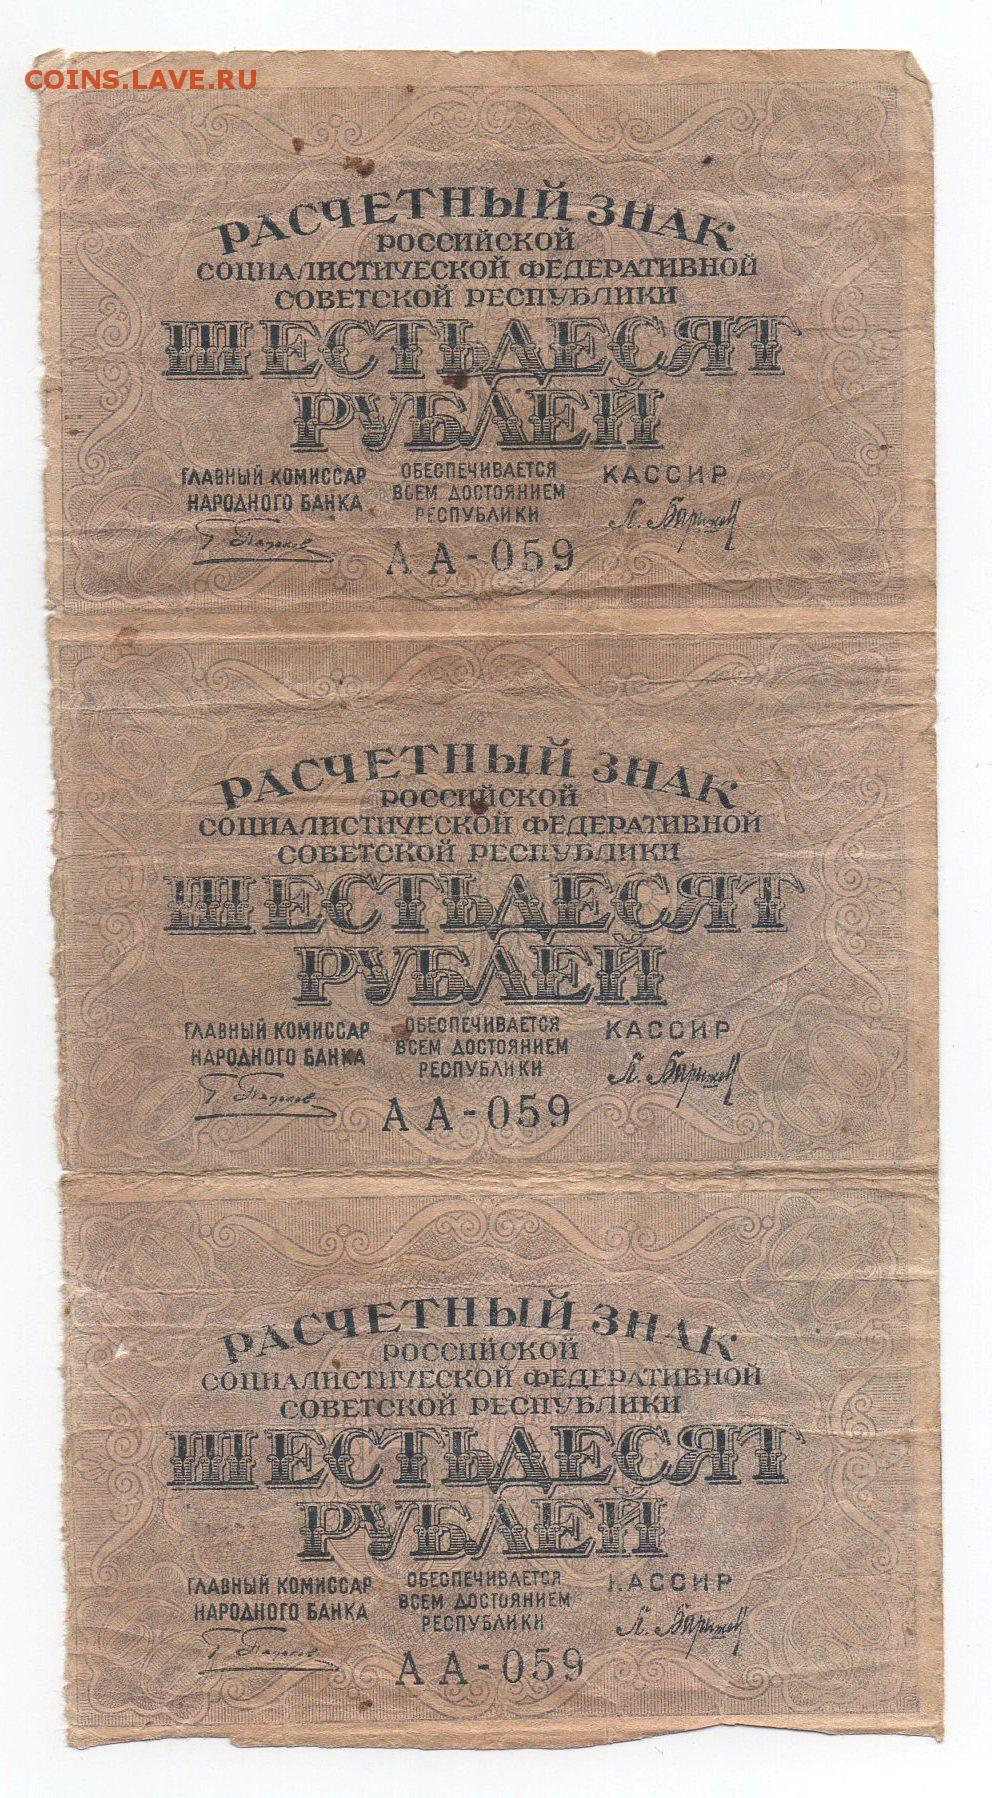 COINS.LAVE.RU
РАСЧЕТНЫЙ ЗНАК
РОССИЙСКОЙ
СОЦИАЛИСТИЧЕСКОЙ ФЕДЕРАТИВНОЙ
СОВЕТСКОЙ РЕСПУБЛИКИ
ШЕСТЬДЕСЯТ
РУБЛЕЙ
ГЛАВНЫЙ КОМИССАР
НАРОДНОГО БАНКА
ОБЕСПЕЧИВАЕТСЯ
ВСЕМ ДОСТОЯНИЕМ
РЕСПУБЛИКИ
КАССИР
АА-059
РАСЧЕТНЫЙ ЗНАК
РОССИЙСКОЙ
СОЦИАЛИСТИЧЕСКОЙ ФЕДЕРАТИВНОЙ
СОВЕТСКОЙ РЕСПУБЛИКИ
ШЕСТЬДЕСЯТ
РУБЛЕЙ
ГЛАВНЫЙ КОМИССАР
НАРОДНОГО БАНКА
ОБЕСПЕЧИВАЕТСЯ
ВСЕМ ДОСТОЯНИЕМ
РЕСПУБЛИКИ
КАССИР
АА-059
РАСЧЕТНЫЙ ЗНАК
РОССИЙСКОЙ
СОЦИАЛИСТИЧЕСКОЙ ФЕДЕРАТИВНОЙ
СОВЕТСКОЙ РЕСПУБЛИКИ
ШЕСТЬДЕСЯТ
РУБЛЕЙ
ГЛАВНЫЙ КОМИССАР
НАРОДНОГО БАНКА
ОБЕСПЕЧИВАЕТСЯ
ВСЕМ ДОСТОЯНИЕМ
РЕСПУБЛИКИ
КАССИР
АА-059